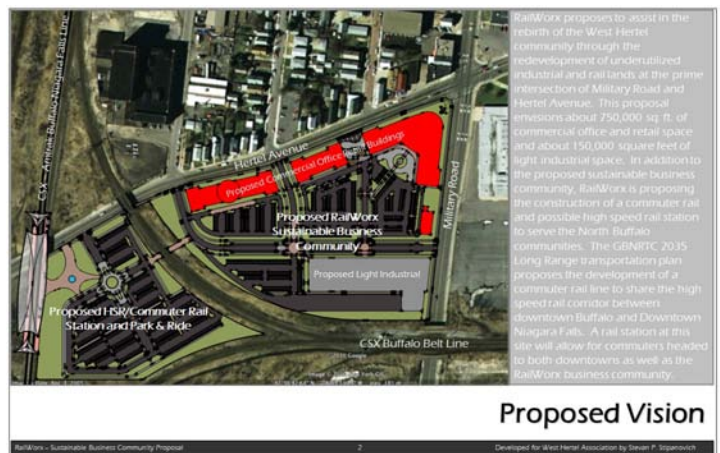 RailWorx proposes to assist in the
rebirth of the West Hertel
community through the
redevelopment of underutilized
industrial and rail lands at the prime
intersection of Military Road and
Hertel Avenue. This proposal
envisions about 750,000 sq. ft. of
commercial office and retail space
and about 150,000 square feet of
light industrial space. In addition to
the proposed sustainable business
community, RailWorx is proposing
the construction of a commuter rail
and possible high speed rail station
to serve the North Buffalo
communities. The GBNRTC 2035
Long Range transportation plan
proposes the development of a
commuter rail line to share the high
speed rail corridor between
downtown Buffalo and Downtown
Niagara Falls. A rail station at this
site will allow for commuters headed
to both downtowns as well as the
RailWorx business community.
CSX - Amtrak Buffalo-Niagara Falls Line
Hertel Avenue
Proposed Commercial Office Buildings
Military Road
Proposed RailWorx
Sustainable Business
Community
Proposed Light Industrial
Proposed HSR/Commuter Rail
Station and Park & Ride
CSX Buffalo Belt Line
Google
Proposed Vision
RailWorx – Sustainable Business Community Proposal
2
Developed for West Hertel Association by Steven P. Stipanovich